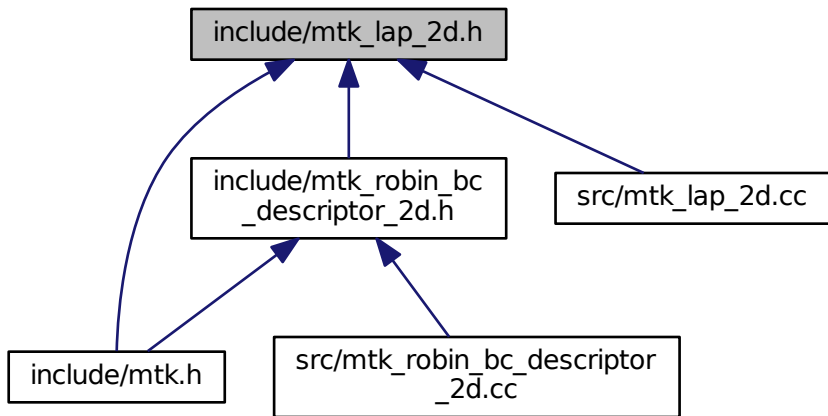 include/mtk_lap_2d.h
include/mtk_robin_bc
_descriptor_2d.h
src/mtk_lap_2d.cc
include/mtk.h
src/mtk_robin_bc_descriptor
_2d.cc